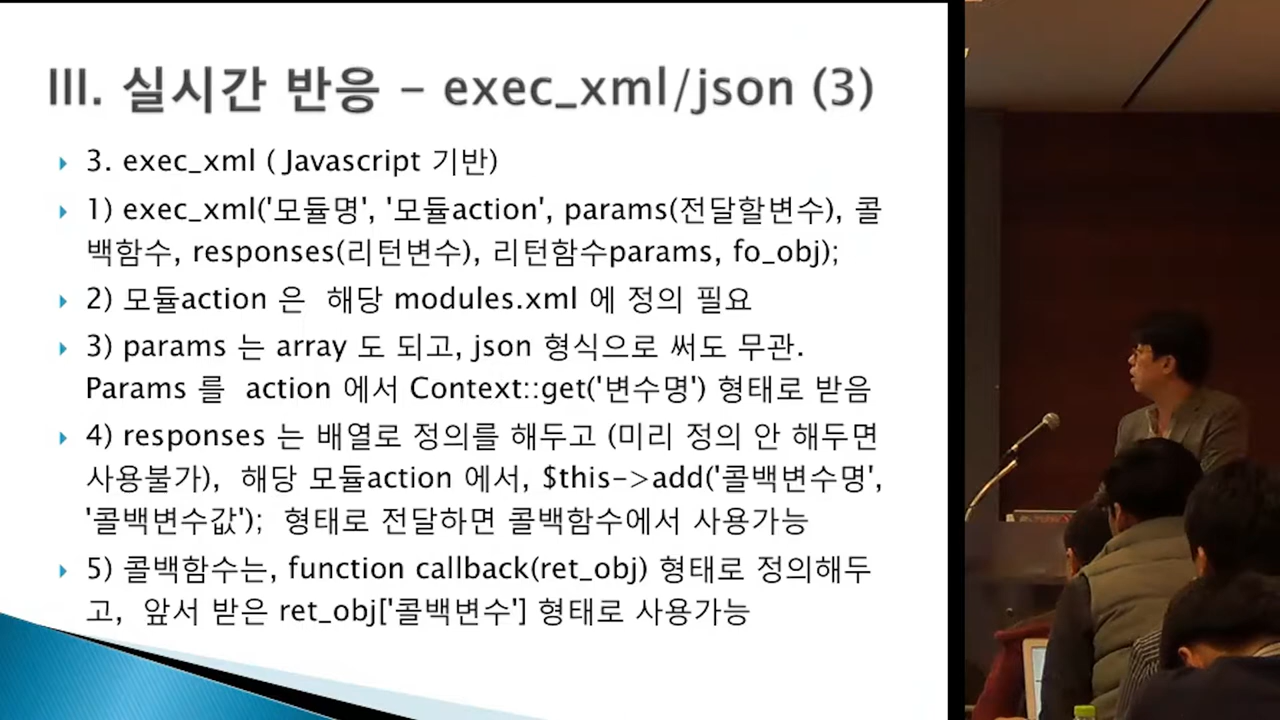 III. 실시간 반응 – exec_xml/json (3)
3. exec_xml ( Javascript 기반)
1) exec_xml('모듈명', '모듈action', params(전달할변수), 콜
백함수, responses(리턴변수), 리턴함수params, fo_obj);
2) 모듈action 은 해당 modules.xml 에 정의 필요
3) params 는 array 도 되고, json 형식으로 써도 무관.
Params 를 action 에서 Context::get('변수명') 형태로 받음
4) responses 는 배열로 정의를 해두고 (미리 정의 안 해두면
사용불가), 해당 모듈action 에서, $this->add('콜백변수명',
'콜백변수값'); 형태로 전달하면 콜백함수에서 사용가능
5) 콜백함수는, function callback(ret_obj) 형태로 정의해두
고, 앞서 받은 ret_obj['콜백변수'] 형태로 사용가능